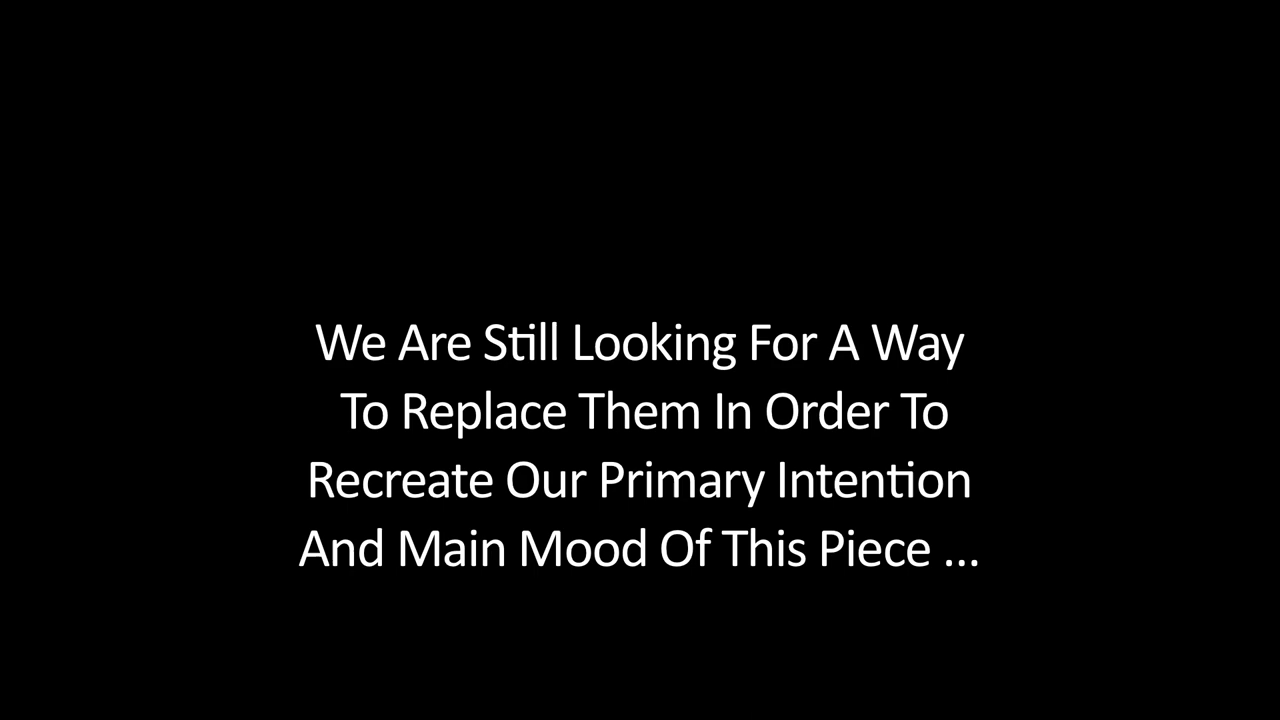 We Are Still Looking For A Way
To Replace Them In Order To
Recreate Our Primary Intention
And Main Mood Of This Piece ...